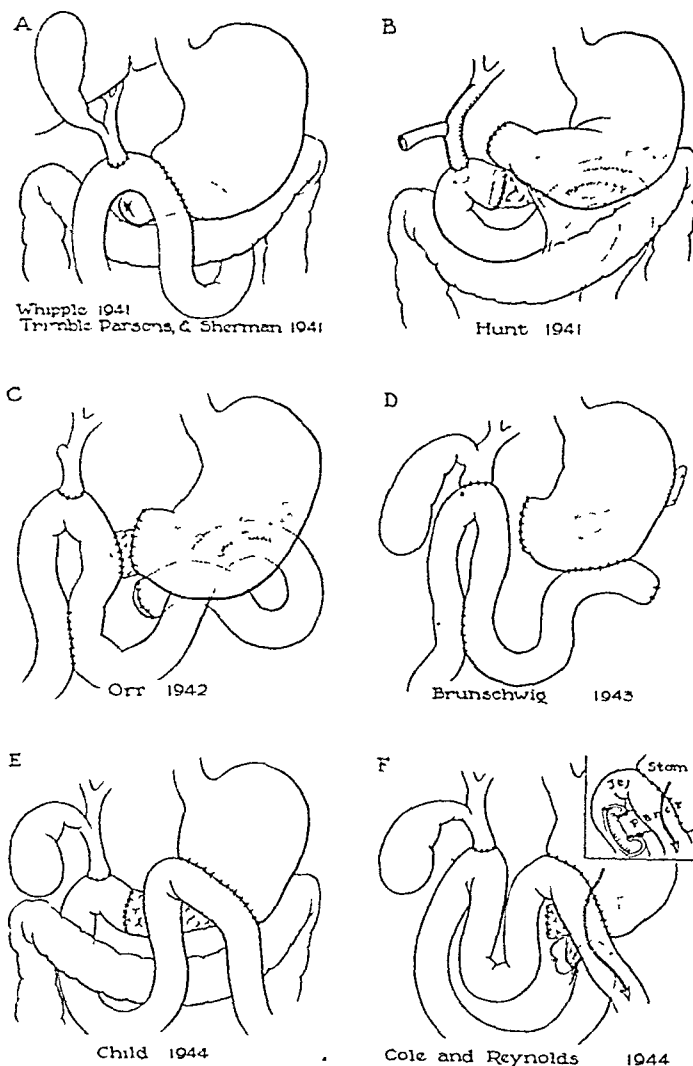 A
B
Whipple 1941
Trimble Parsons, & Sherman 1941
Hunt 1941
C
D
Orr 1942
Brunschwig 1943
E
F
Stom
Jej
P
Child 1944
Cole and Reynolds 1944